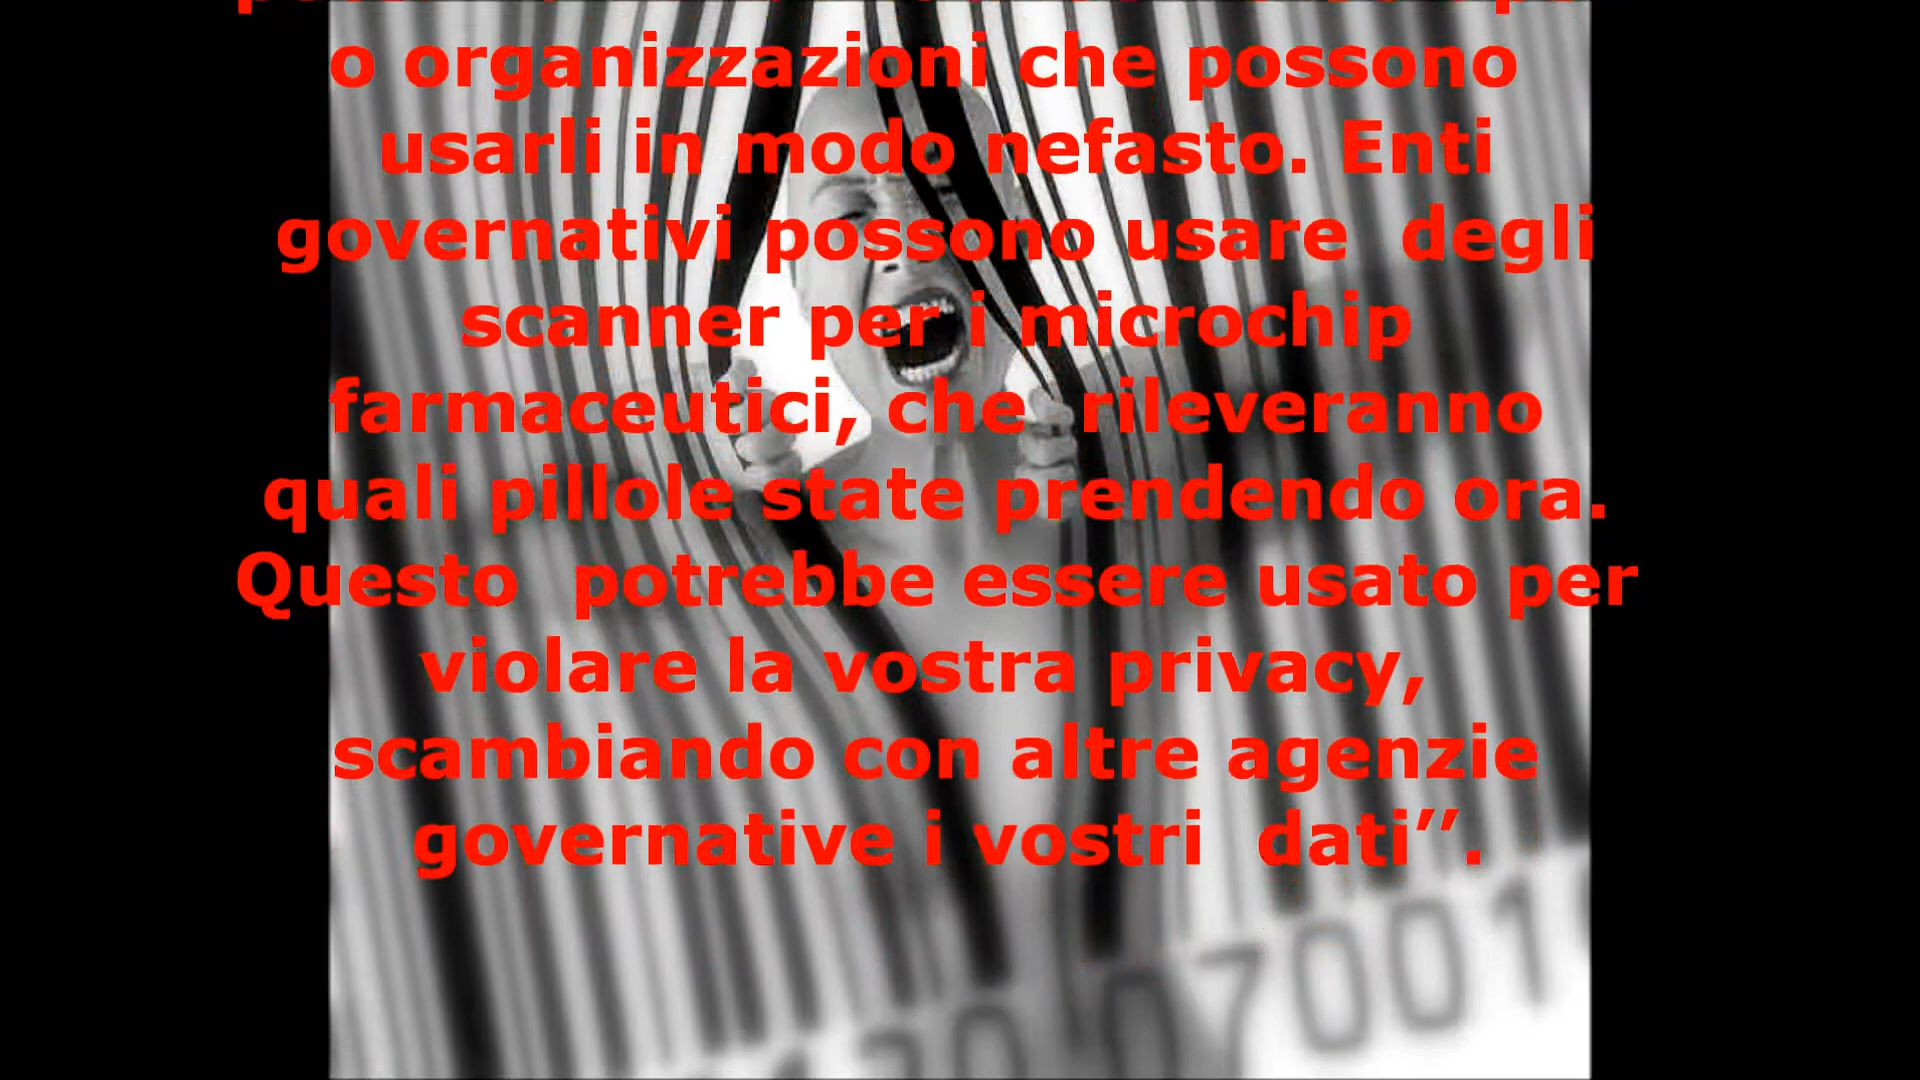 o organizzazioni che possono
usarli in modo nefasto. Enti
governativi possono usare  degli
scanner per i microchip
farmaceutici, che  rileveranno
quali pillole state prendendo ora.
Questo  potrebbe essere usato per
violare la vostra privacy,
scambiando con altre agenzie
governative i vostri  dati’’.
07001